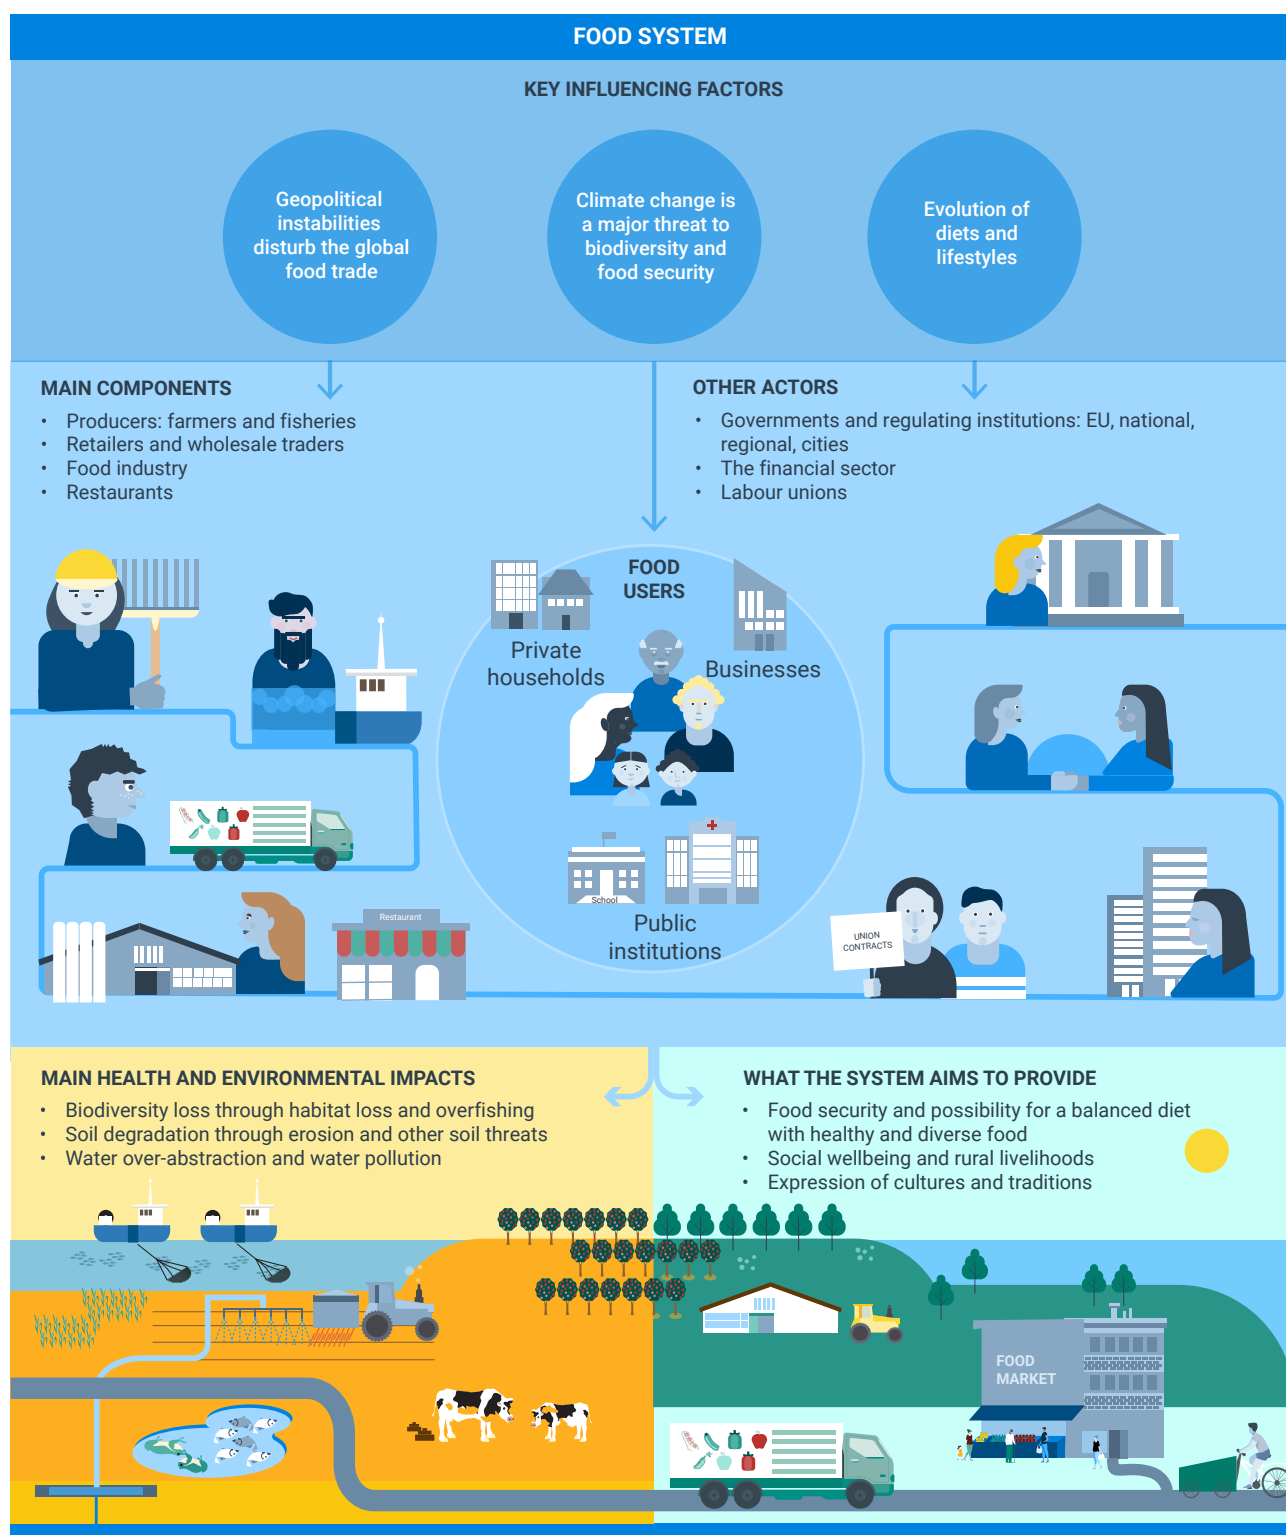 FOOD SYSTEM
KEY INFLUENCING FACTORS
Geopolitical
instabilities
disturb the global
food trade
Climate change is
a major threat to
biodiversity and
food security
Evolution of
diets and
lifestyles
MAIN COMPONENTS
• Producers: farmers and fisheries
• Retailers and wholesale traders
• Food industry
• Restaurants
OTHER ACTORS
• Governments and regulating institutions: EU, national,
regional, cities
• The financial sector
• Labour unions
FOOD
USERS
Private
households
Businesses
School
Public
institutions
Restaurant
UNION
CONTRACTS
MAIN HEALTH AND ENVIRONMENTAL IMPACTS
• Biodiversity loss through habitat loss and overfishing
• Soil degradation through erosion and other soil threats
• Water over-abstraction and water pollution
WHAT THE SYSTEM AIMS TO PROVIDE
• Food security and possibility for a balanced diet
with healthy and diverse food
• Social wellbeing and rural livelihoods
• Expression of cultures and traditions
FOOD
MARKET